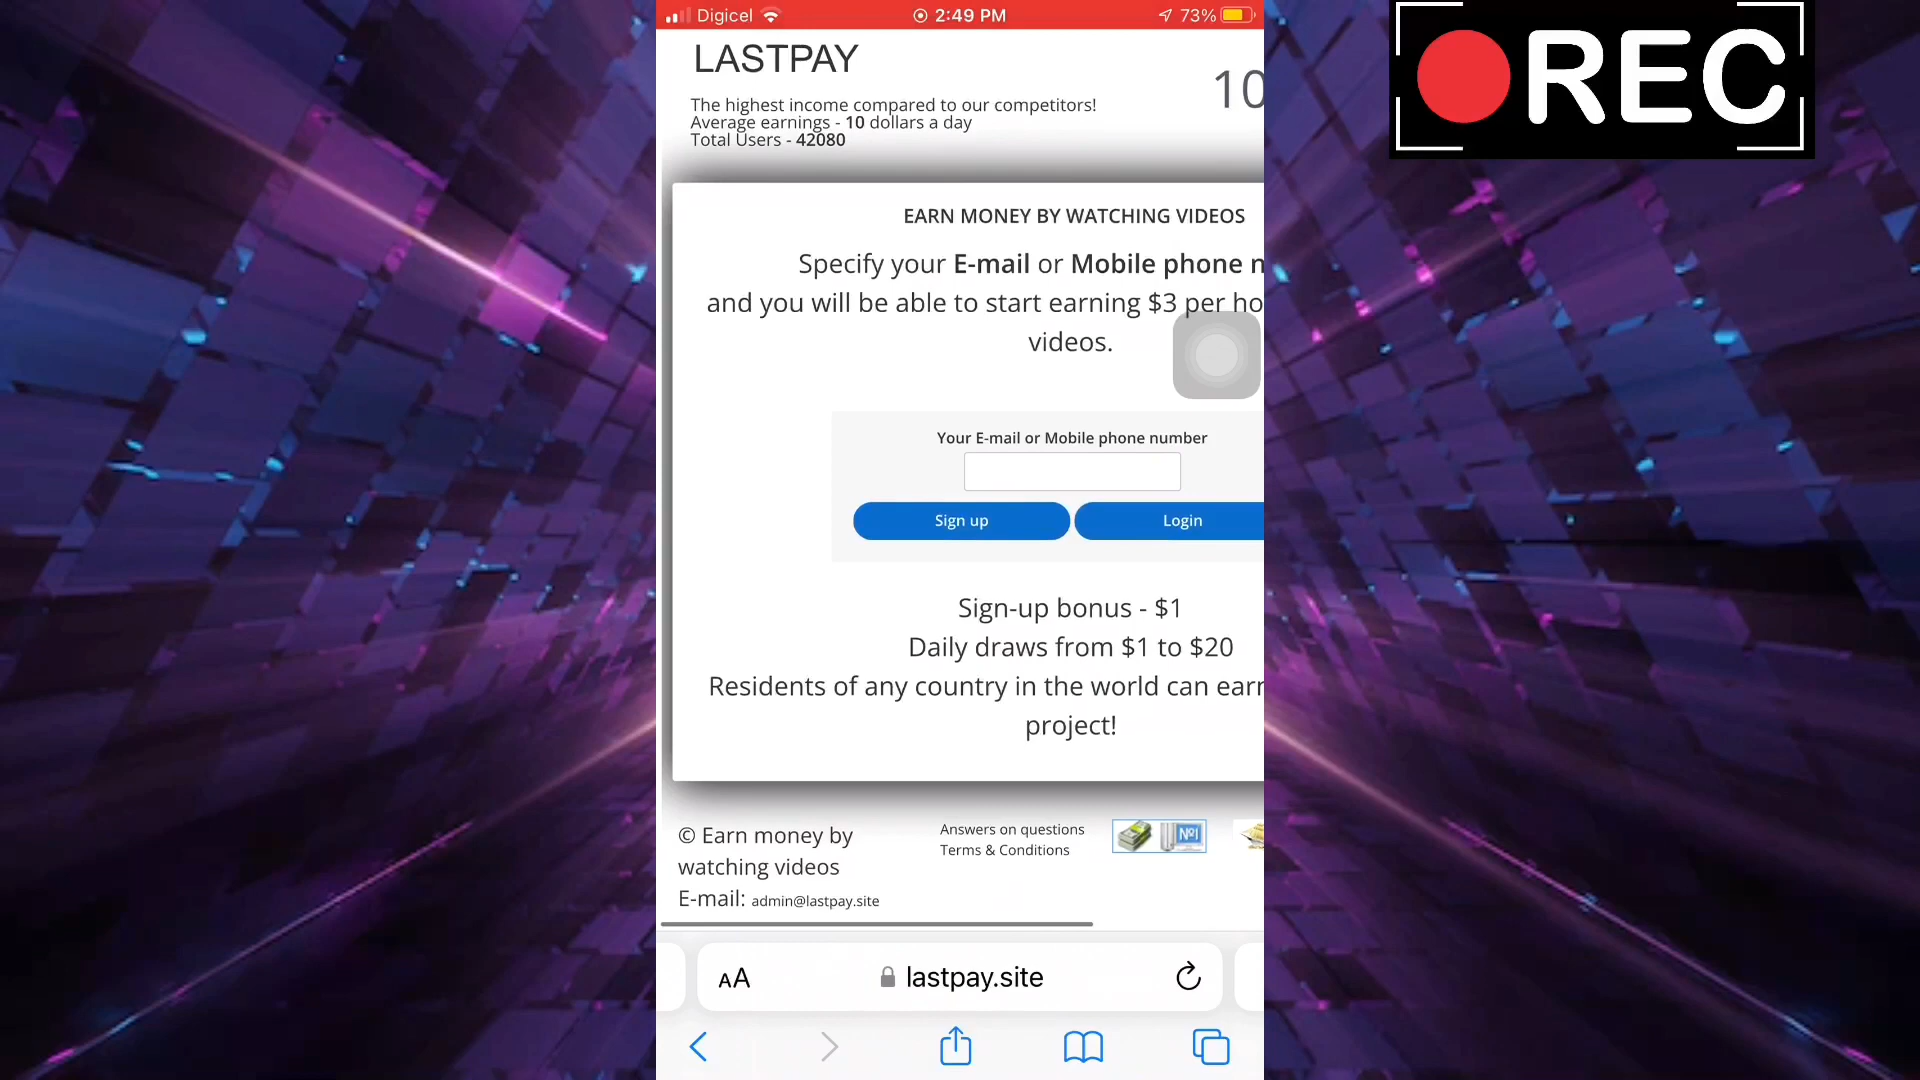 Digicel 2:49 PM 73%
REC
LASTPAY
10
The highest income compared to our competitors!
Average earnings - 10 dollars a day
Total Users - 42080
EARN MONEY BY WATCHING VIDEOS
Specify your E-mail or Mobile phone n
and you will be able to start earning $3 per ho
videos.
Your E-mail or Mobile phone number
Sign up Login
Sign-up bonus - $1
Daily draws from $1 to $20
Residents of any country in the world can earn
project!
© Earn money by
watching videos
E-mail: admin@lastpay.site
Answers on questions
Terms & Conditions
№1
AA lastpay.site